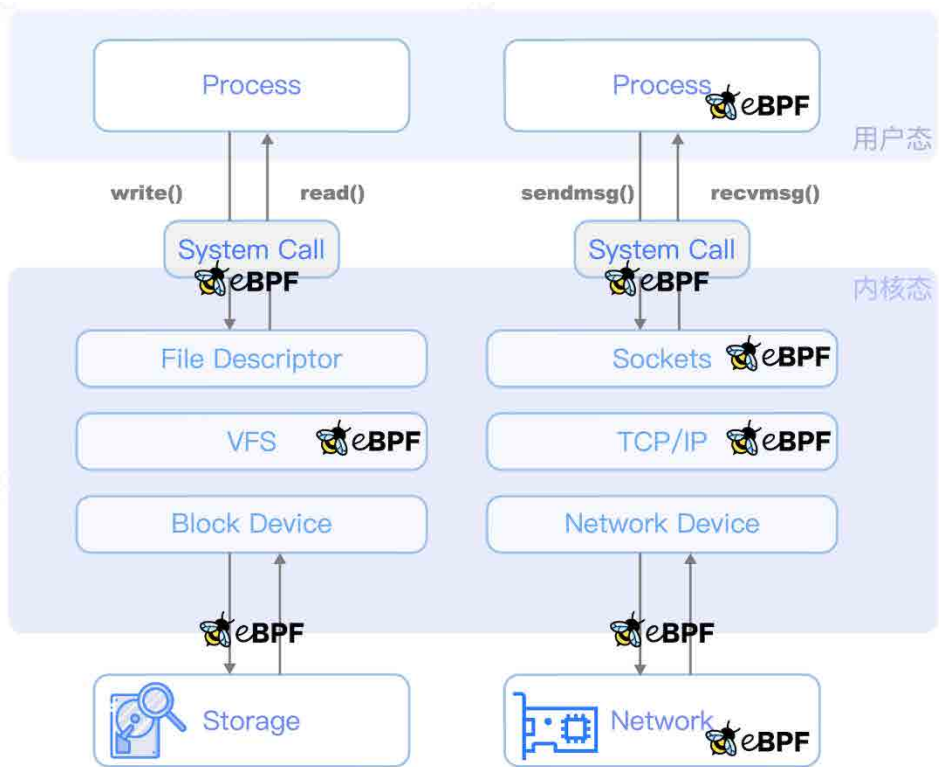 Process
Process
eBPF
用户态
write()
read()
sendmsg()
recvmsg()
System Call
eBPF
System Call
eBPF
内核态
File Descriptor
Sockets
eBPF
VFS
eBPF
TCP/IP
eBPF
Block Device
Network Device
eBPF
eBPF
Storage
Network
eBPF